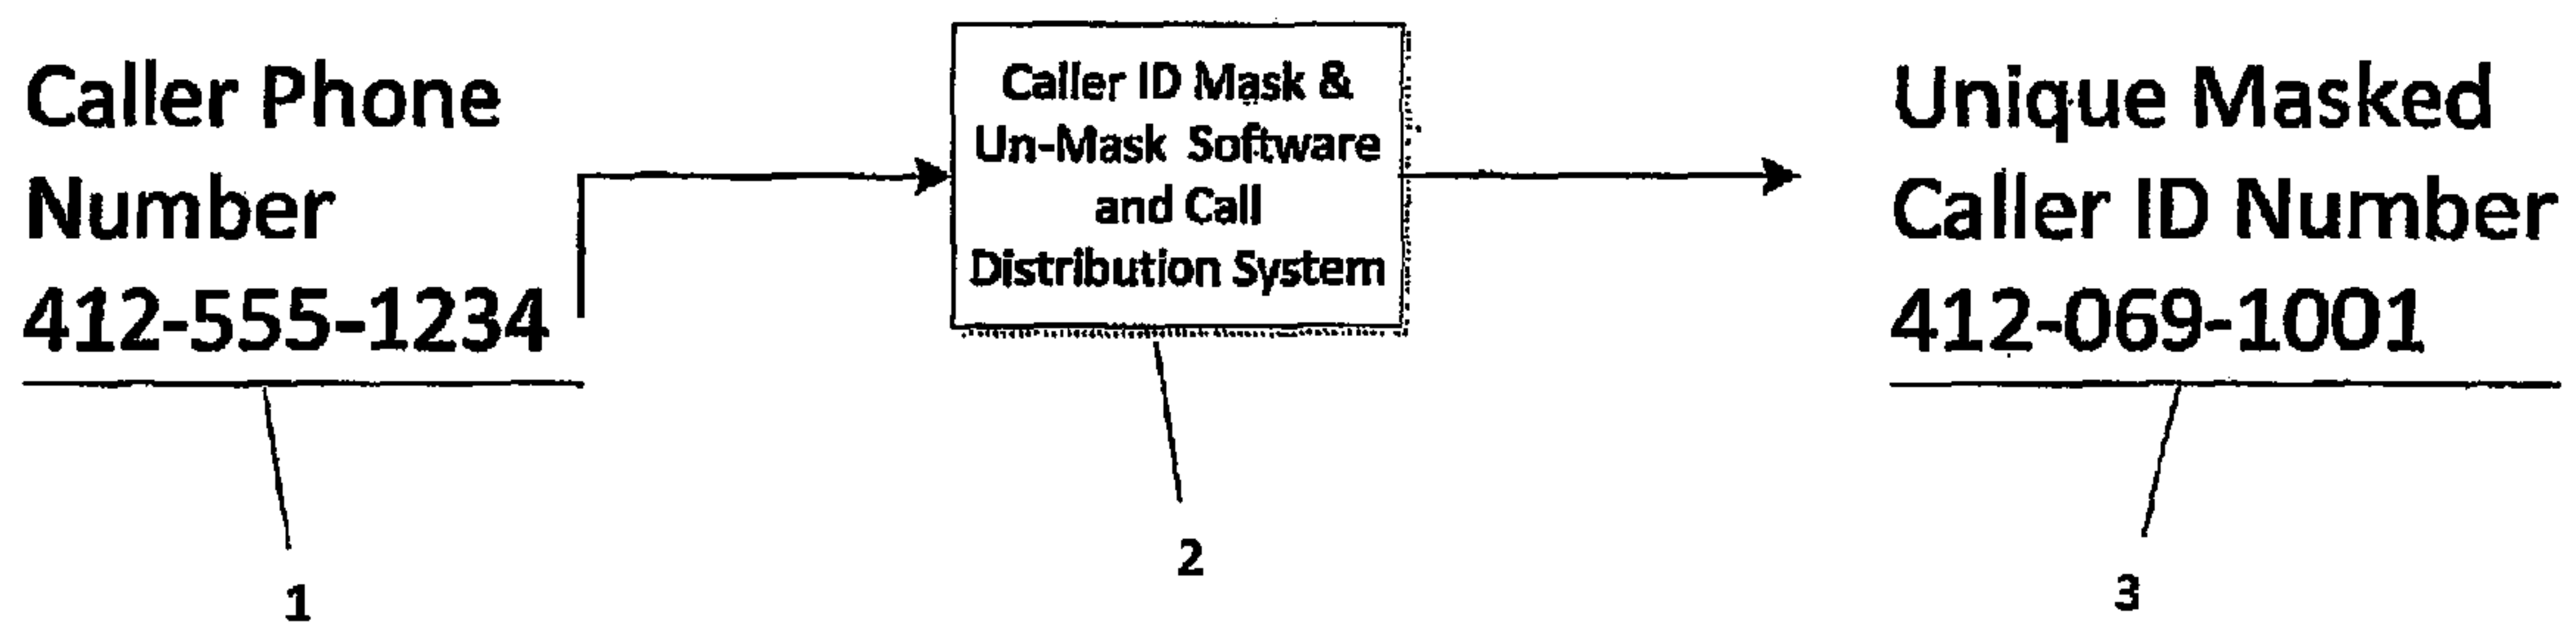 Caller Phone
Number
412-555-1234
1
Caller ID Mask &
Un-Mask Software
and Call
Distribution System
2
Unique Masked
Caller ID Number
412-069-1001
3